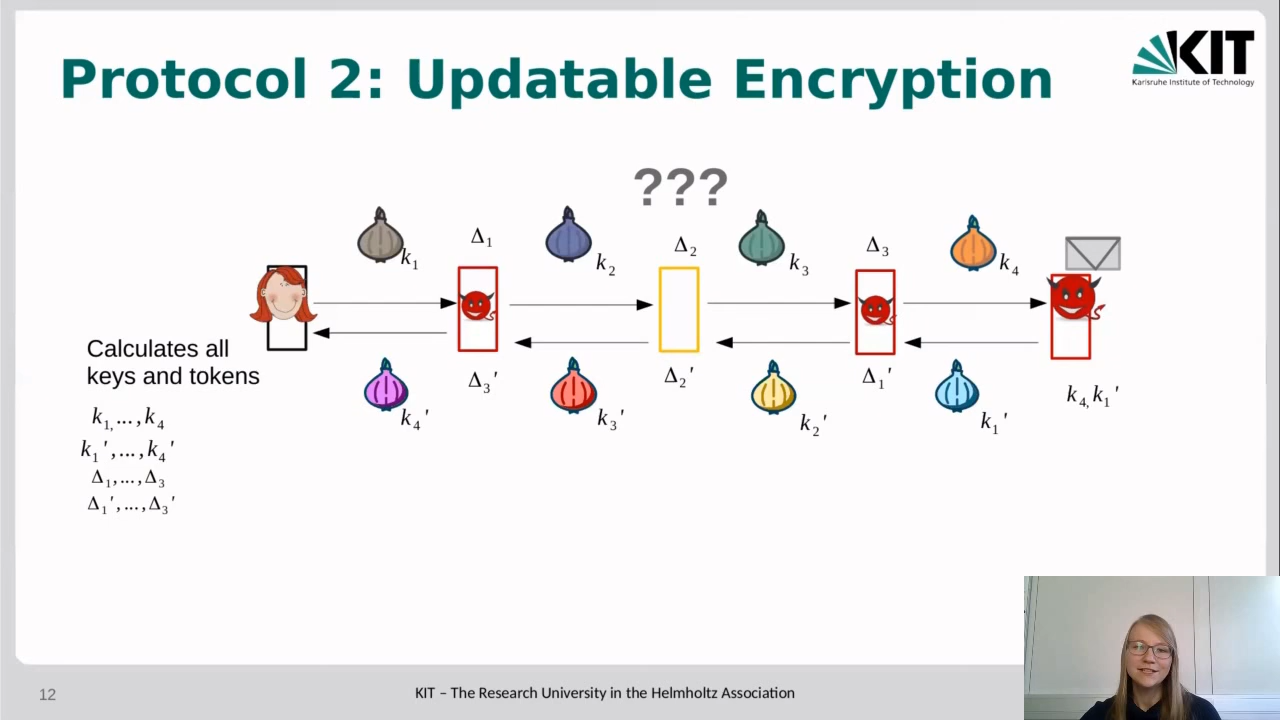 Protocol 2: Updatable Encryption
KIT
Karlsruhe Institute of Technology
???
Δ1 Δ2 Δ3
k1 k2 k3 k4
Calculates all
keys and tokens
Δ3' Δ2' Δ1' k4, k1'
k4' k3' k2' k1'
k1, ..., k4
k1', ..., k4'
Δ1, ..., Δ3
Δ1', ..., Δ3'
12
KIT – The Research University in the Helmholtz Association